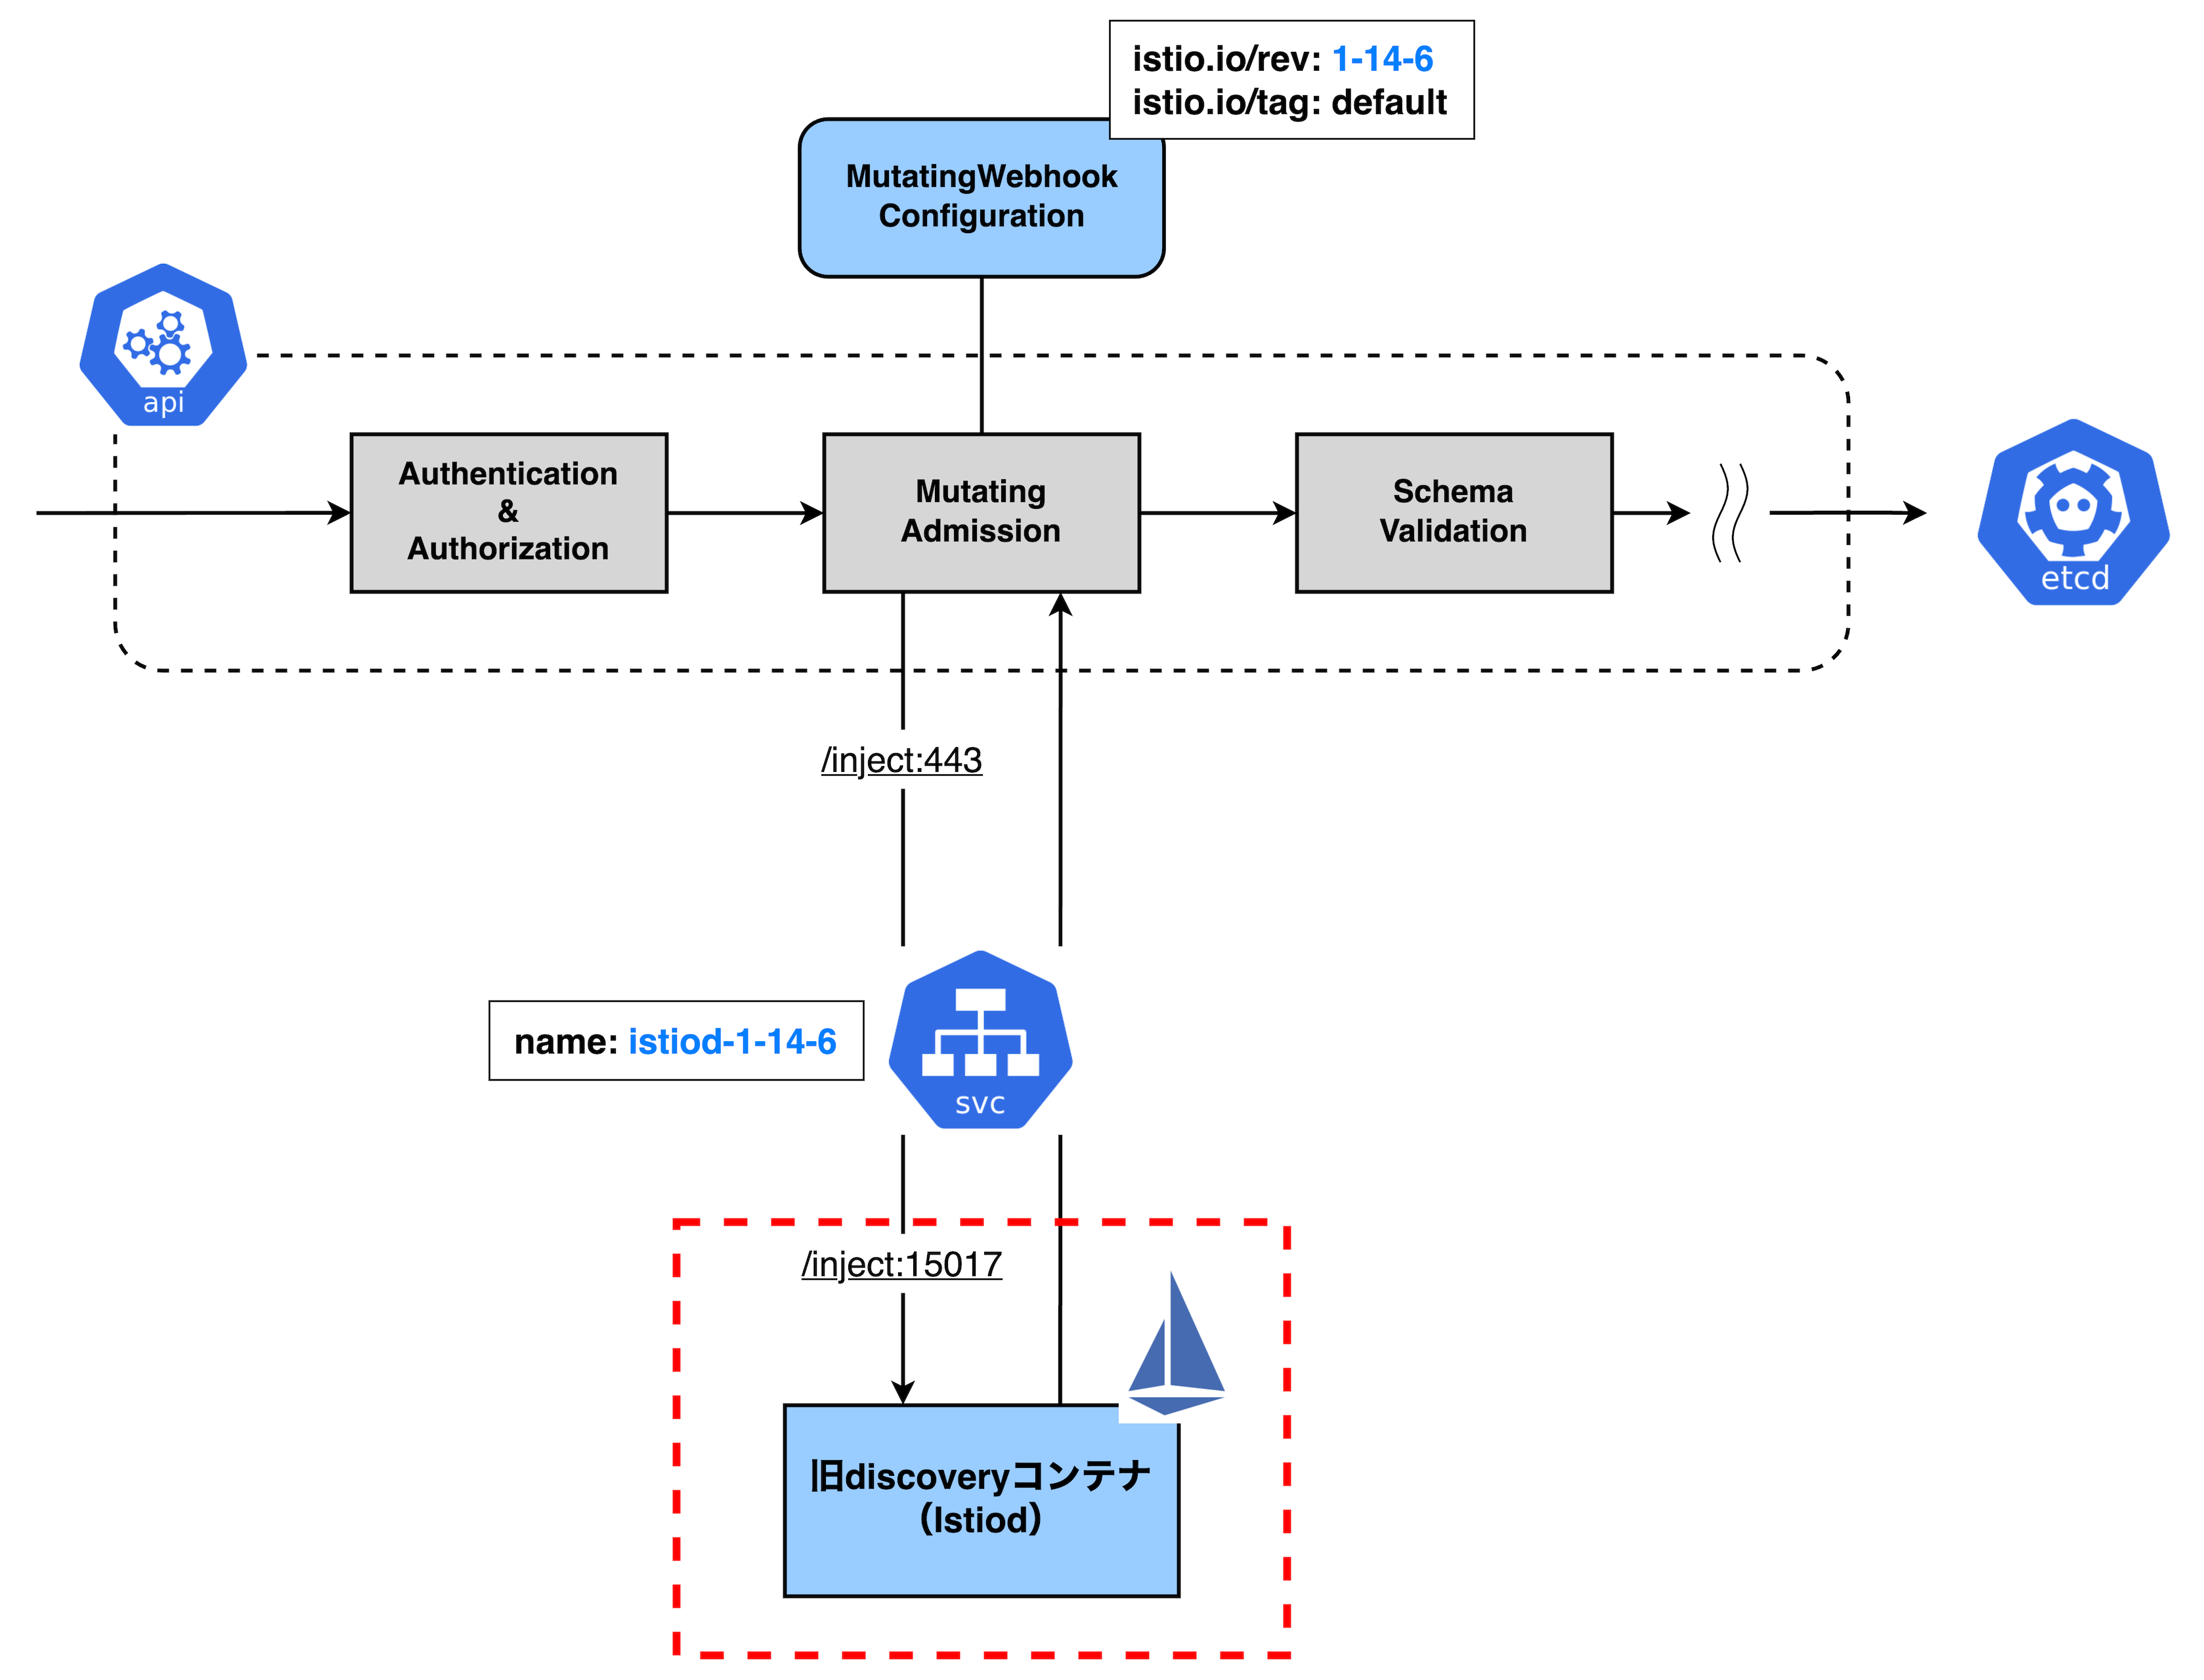 istio.io/rev: 1-14-6
istio.io/tag: default
MutatingWebhook
Configuration
api
Authentication
&
Authorization
Mutating
Admission
Schema
Validation
etcd
/inject:443
name: istiod-1-14-6
svc
/inject:15017
旧discoveryコンテナ
(Istiod)